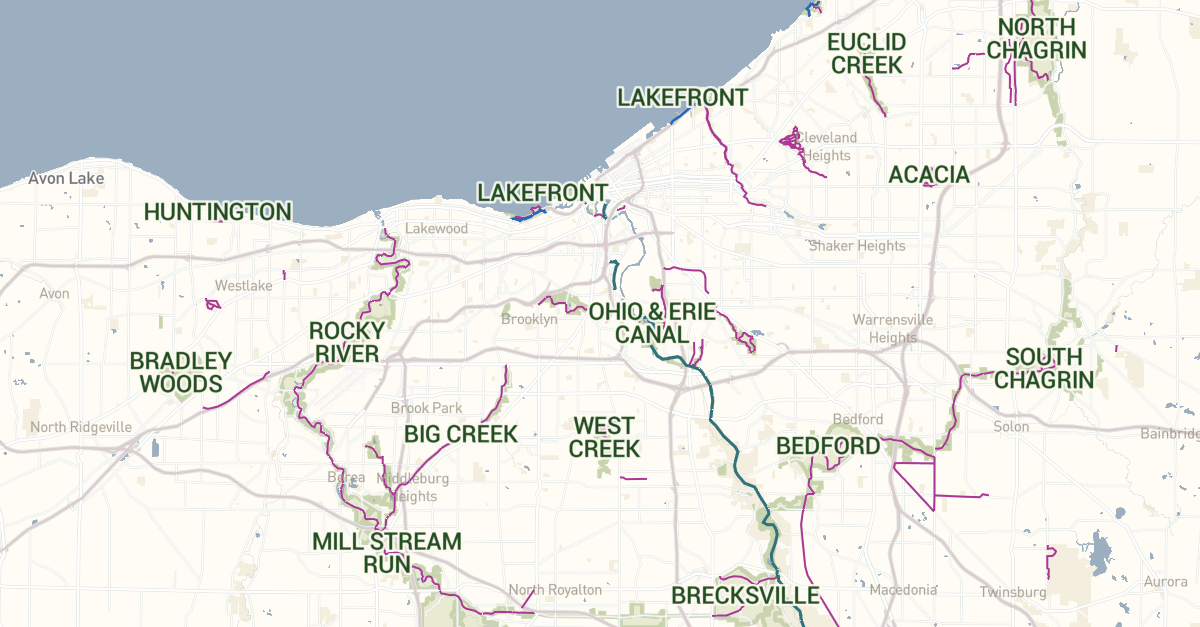 NORTH
CHAGRIN
EUCLID
CREEK
LAKEFRONT
Cleveland
Heights
ACACIA
Avon Lake
LAKEFRONT
HUNTINGTON
Lakewood
Shaker Heights
Westlake
Avon
OHIO & ERIE
CANAL
Brooklyn
Warrensville
Heights
ROCKY
RIVER
BRADLEY
WOODS
SOUTH
CHAGRIN
Brook Park
North Ridgeville
BIG CREEK
WEST
CREEK
Bedford
BEDFORD
Solon
Bainbridg
Berea
Middleburg
Heights
MILL STREAM
RUN
North Royalton
BRECKSVILLE
Macedonia
Twinsburg
Aurora